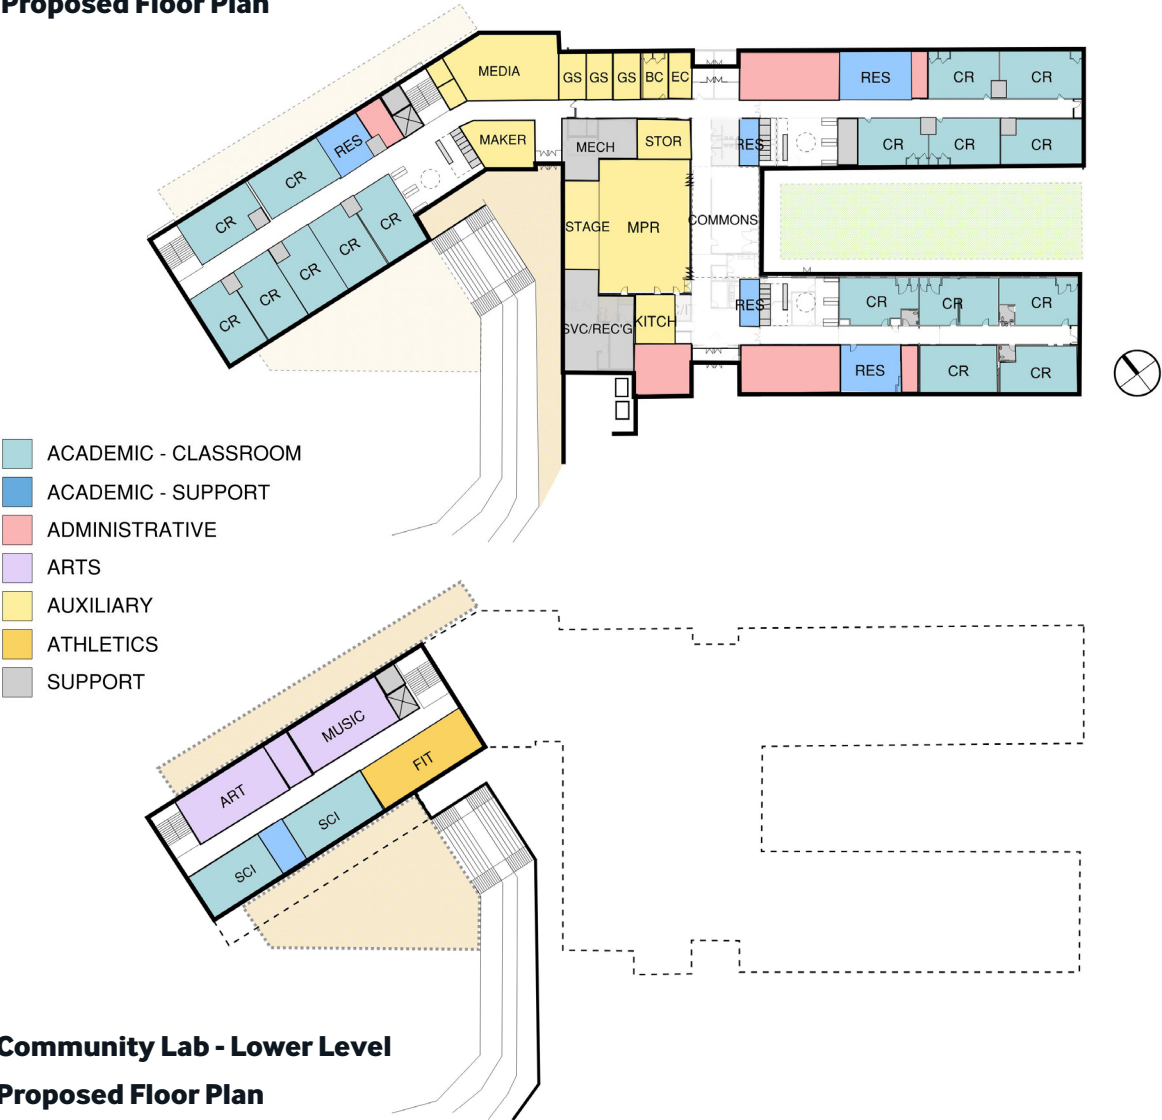 Proposed Floor Plan
MEDIA
GS
GS
GS
BC
EC
RES
CR
CR
MAKER
MECH
STOR
RES
CR
CR
CR
RES
CR
CR
CR
CR
CR
CR
CR
STAGE
MPR
COMMONS
RES
CR
CR
CR
SVC/REC'G
KITCH
RES
CR
CR
ACADEMIC - CLASSROOM
ACADEMIC - SUPPORT
ADMINISTRATIVE
ARTS
AUXILIARY
ATHLETICS
SUPPORT
MUSIC
ART
FIT
SCI
SCI
Community Lab - Lower Level
Proposed Floor Plan